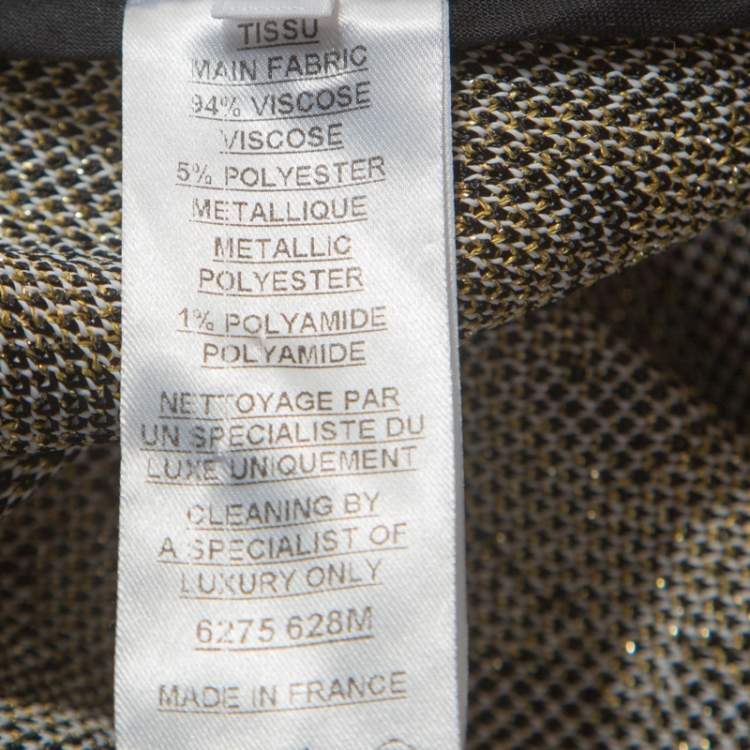 TISSU
MAIN FABRIC
94% VISCOSE
VISCOSE
5% POLYESTER
METALLIQUE
METALLIC
POLYESTER
1% POLYAMIDE
POLYAMIDE
NETTOYAGE PAR
UN SPECIALISTE DU
LUXE UNIQUEMENT
CLEANING BY
A SPECIALIST OF
LUXURY ONLY
6275 628M
MADE IN FRANCE